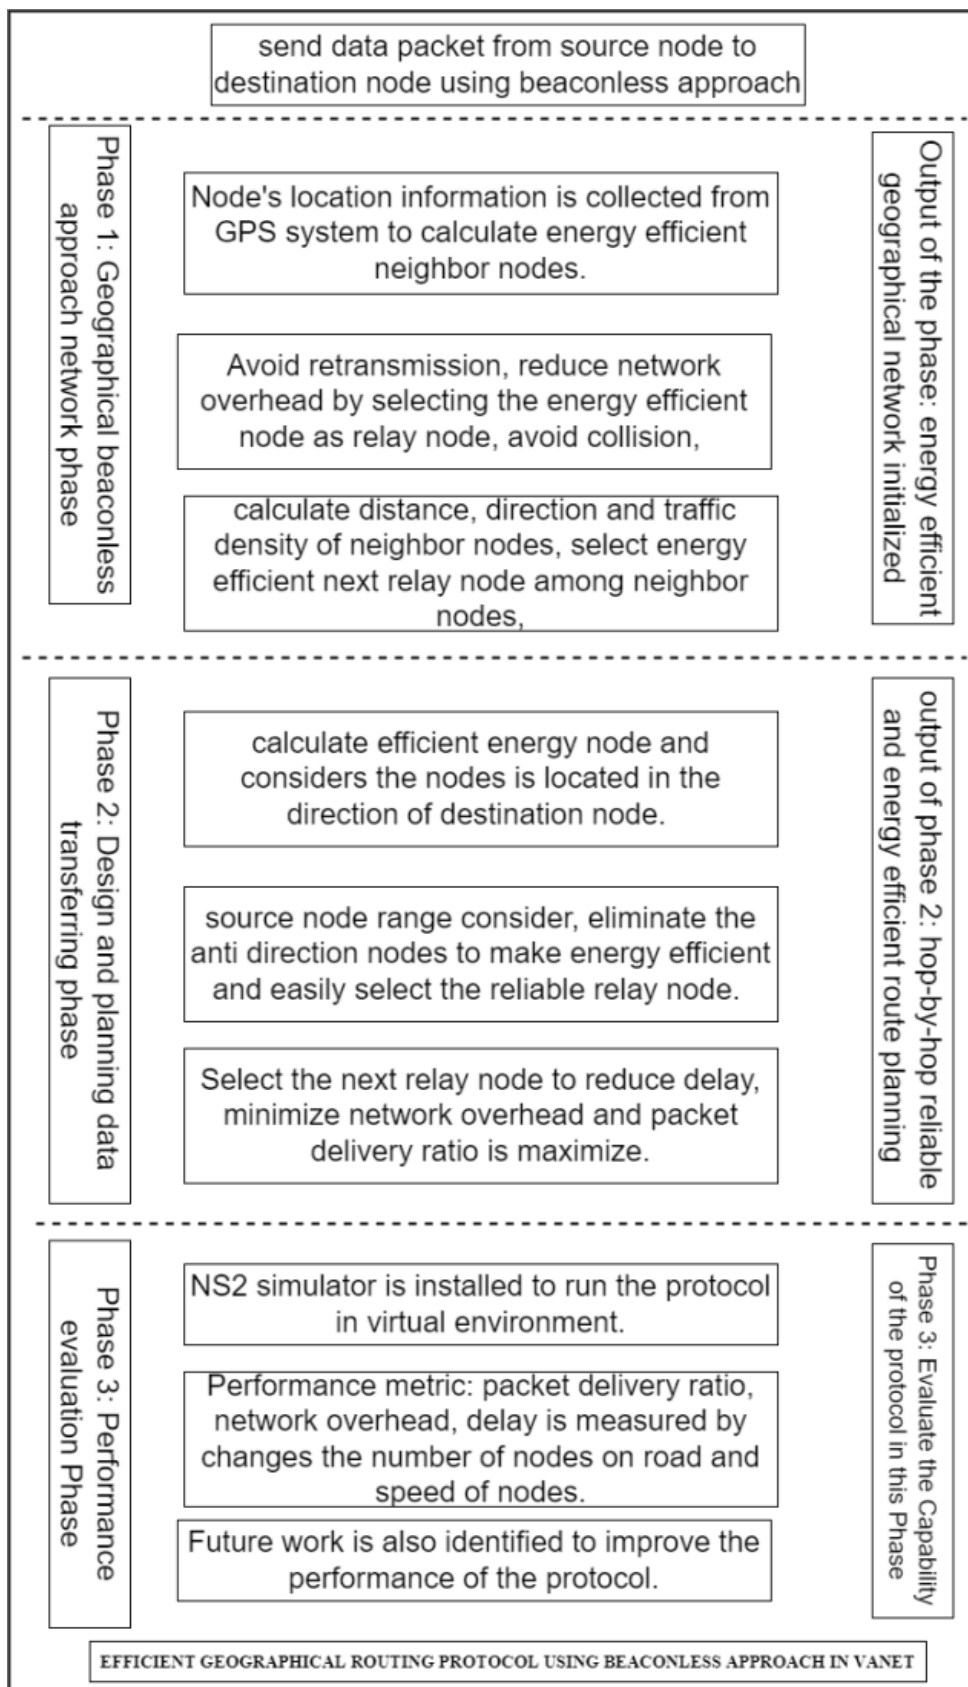 send data packet from source node to
destination node using beaconless approach
Phase 1: Geographical beaconless
approach network phase
Node's location information is collected from
GPS system to calculate energy efficient
neighbor nodes.
Avoid retransmission, reduce network
overhead by selecting the energy efficient
node as relay node, avoid collision,
calculate distance, direction and traffic
density of neighbor nodes, select energy
efficient next relay node among neighbor
nodes,
Output of the phase: energy efficient
geographical network initialized
Phase 2: Design and planning data
transferring phase
calculate efficient energy node and
considers the nodes is located in the
direction of destination node.
source node range consider, eliminate the
anti direction nodes to make energy efficient
and easily select the reliable relay node.
Select the next relay node to reduce delay,
minimize network overhead and packet
delivery ratio is maximize.
output of phase 2: hop-by-hop reliable
and energy efficient route planning
Phase 3: Performance
evaluation Phase
NS2 simulator is installed to run the protocol
in virtual environment.
Performance metric: packet delivery ratio,
network overhead, delay is measured by
changes the number of nodes on road and
speed of nodes.
Future work is also identified to improve the
performance of the protocol.
Phase 3: Evaluate the Capability
of the protocol in this Phase
EFFICIENT GEOGRAPHICAL ROUTING PROTOCOL USING BEACONLESS APPROACH IN VANET